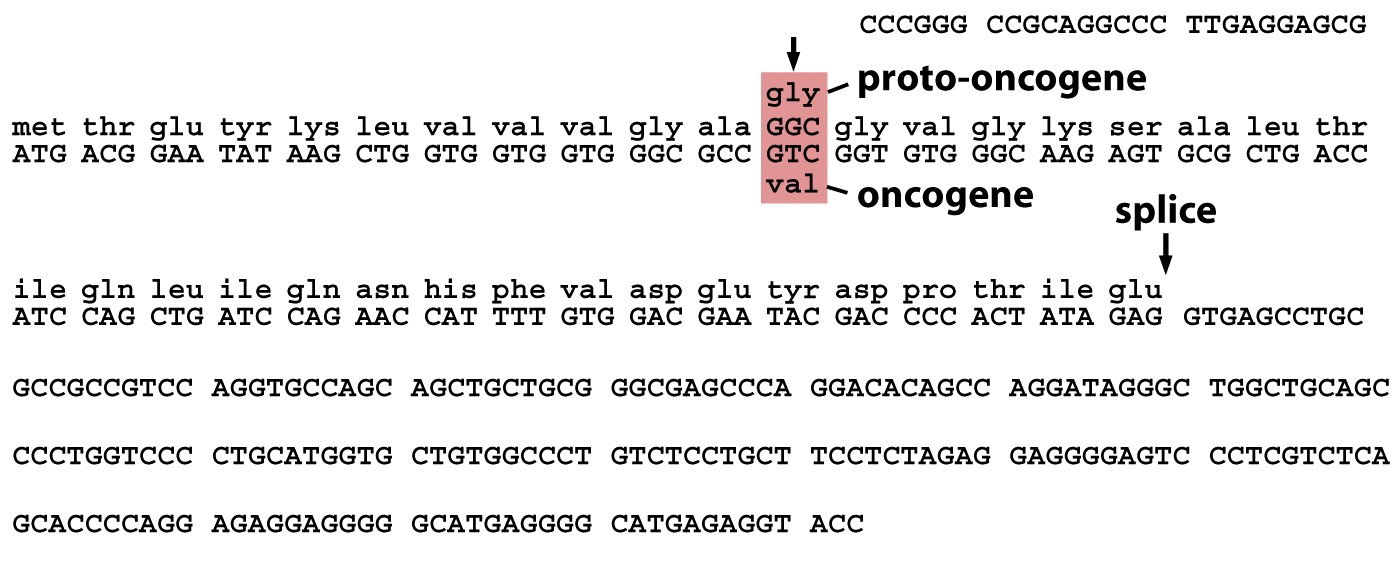 CCCGGG CCGCAGGCCC TTGAGGAGCG
gly
proto-oncogene
met thr glu tyr lys leu val val val gly ala GGC gly val gly lys ser ala leu thr
ATG ACG GAA TAT AAG CTG GTG GTG GTG GGC GCC GTC GGT GTG GGC AAG AGT GCG CTG ACC
val
oncogene
splice
ile gln leu ile gln asn his phe val asp glu tyr asp pro thr ile glu
ATC CAG CTG ATC CAG AAC CAT TTT GTG GAC GAA TAC GAC CCC ACT ATA GAG GTGAGCCTGC
GCCGCCGTCC AGGTGCCAGC AGCTGCTGCG GGCGAGCCCA GGACACAGCC AGGATAGGGC TGGCTGCAGC
CCCTGGTCCC CTGCATGGTG CTGTGGCCCT GTCTCCTGCT TCCTCTAGAG GAGGGGAGTC CCTCGTCTCA
GCACCCCAGG AGAGGAGGGG GCATGAGGGG CATGAGAGGT ACC